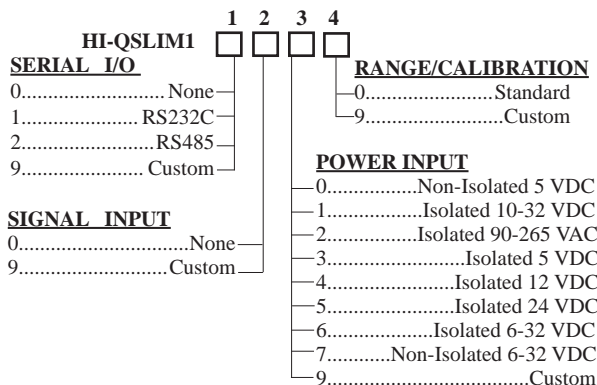 1 2 3 4
HI-QSLIM1
SERIAL I/O
0........................ None
1..................... RS232C
2....................... RS485
9..................... Custom
SIGNAL INPUT
0............................None
9........................Custom
RANGE/CALIBRATION
0.....................Standard
9......................Custom
POWER INPUT
0..............Non-Isolated 5 VDC
1..............Isolated 10-32 VDC
2.............Isolated 90-265 VAC
3.....................Isolated 5 VDC
4...................Isolated 12 VDC
5...................Isolated 24 VDC
6................Isolated 6-32 VDC
7...........Non-Isolated 6-32 VDC
9................................Custom